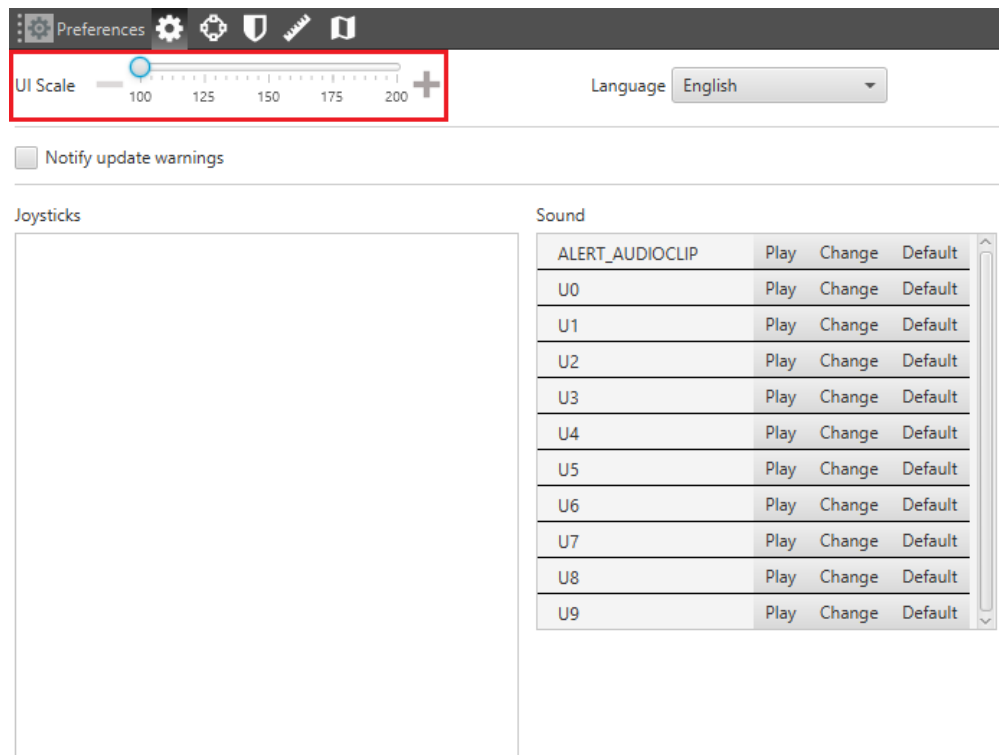 Preferences
UI Scale
100 125 150 175 200
Language English
Notify update warnings
Joysticks
Sound
ALERT_AUDIOCLIP Play Change Default
U0 Play Change Default
U1 Play Change Default
U2 Play Change Default
U3 Play Change Default
U4 Play Change Default
U5 Play Change Default
U6 Play Change Default
U7 Play Change Default
U8 Play Change Default
U9 Play Change Default